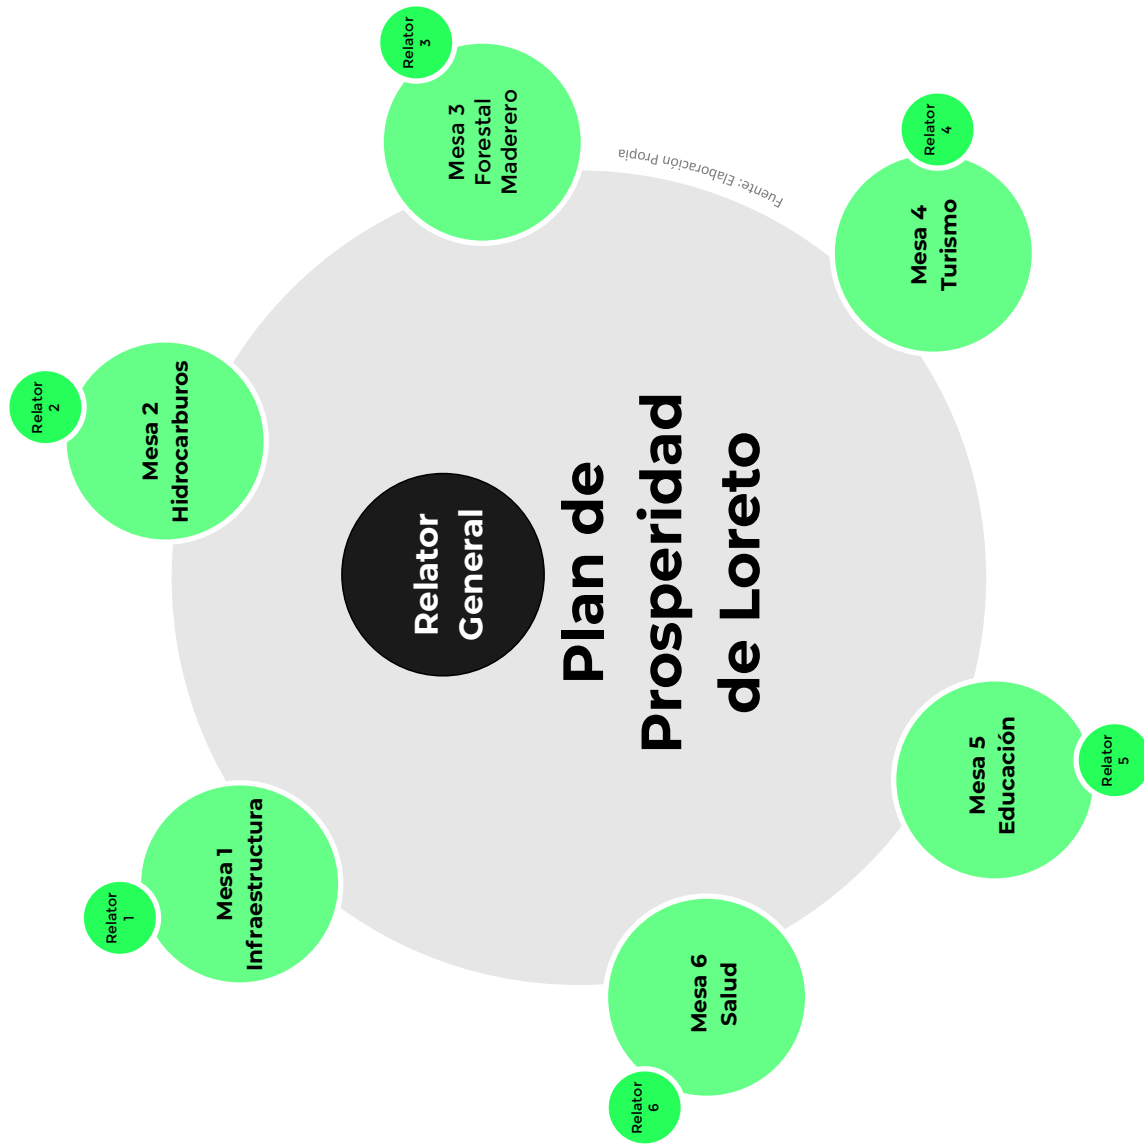 Relator
General
Plan de
Prosperidad
de Loreto
Mesa 1
Infraestructura
Relator
1
Mesa 2
Hidrocarburos
Relator
2
Mesa 3
Forestal
Maderero
Relator
3
Mesa 4
Turismo
Relator
4
Mesa 5
Educación
Relator
5
Mesa 6
Salud
Relator
6
Fuente: Elaboración Propia